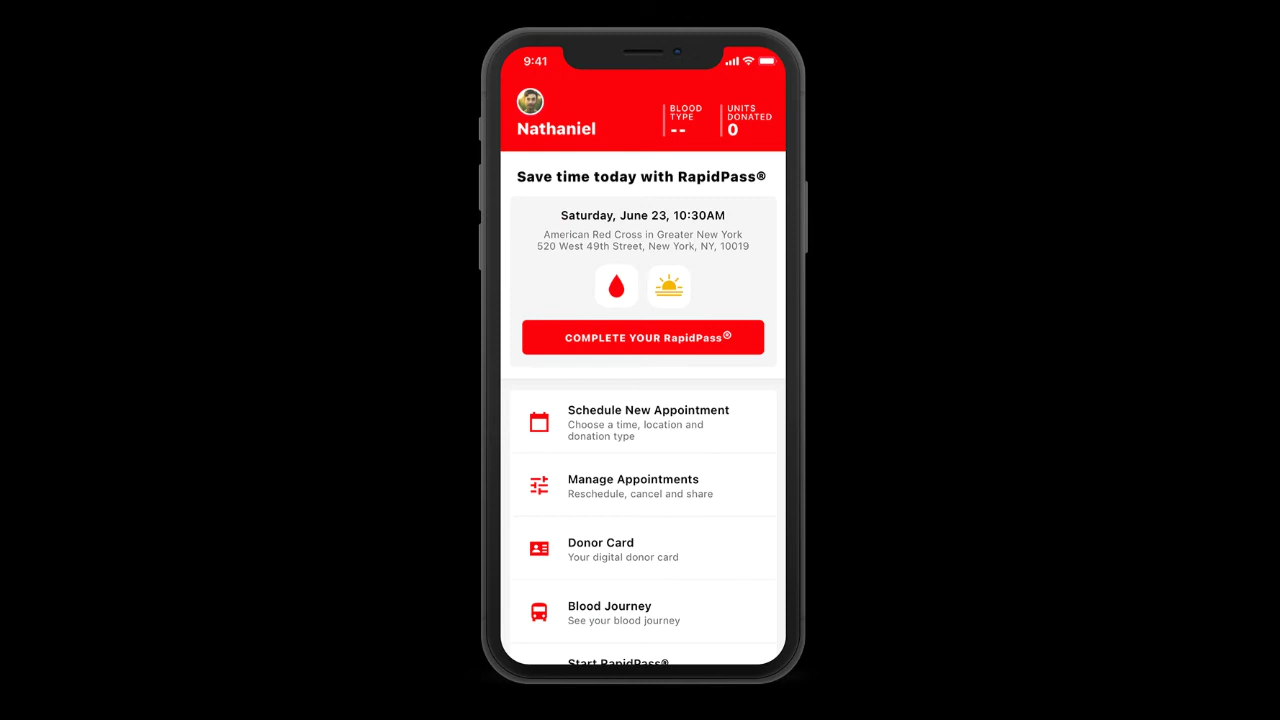 9:41
Nathaniel
BLOOD
TYPE
--
UNITS
DONATED
0
Save time today with RapidPass®
Saturday, June 23, 10:30AM
American Red Cross in Greater New York
520 West 49th Street, New York, NY, 10019
COMPLETE YOUR RapidPass®
Schedule New Appointment
Choose a time, location and
donation type
Manage Appointments
Reschedule, cancel and share
Donor Card
Your digital donor card
Blood Journey
See your blood journey
Start RapidPass®